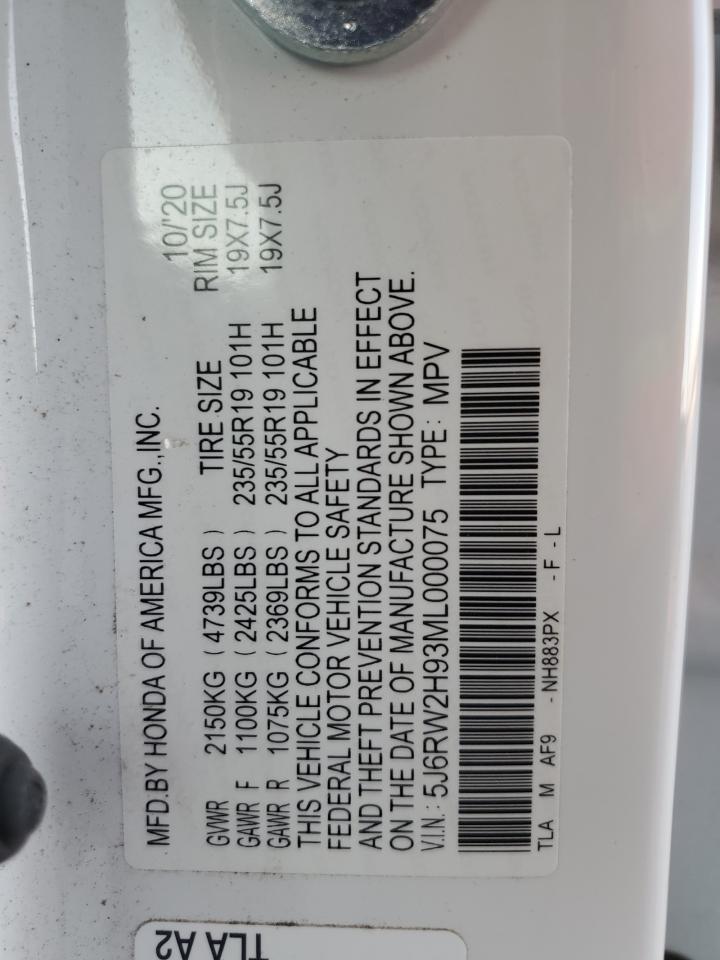 MFD.BY HONDA OF AMERICA MFG.,INC. 10/'20
GVWR 2150KG ( 4739LBS ) TIRE SIZE RIM SIZE
GAWR F 1100KG ( 2425LBS ) 235/55R19 101H 19X7.5J
GAWR R 1075KG ( 2369LBS ) 235/55R19 101H 19X7.5J
THIS VEHICLE CONFORMS TO ALL APPLICABLE
FEDERAL MOTOR VEHICLE SAFETY
AND THEFT PREVENTION STANDARDS IN EFFECT
ON THE DATE OF MANUFACTURE SHOWN ABOVE.
V.I.N.: 5J6RW2H93ML000075 TYPE: MPV
TLA M AF9 - NH883PX - F - L
TLA A2